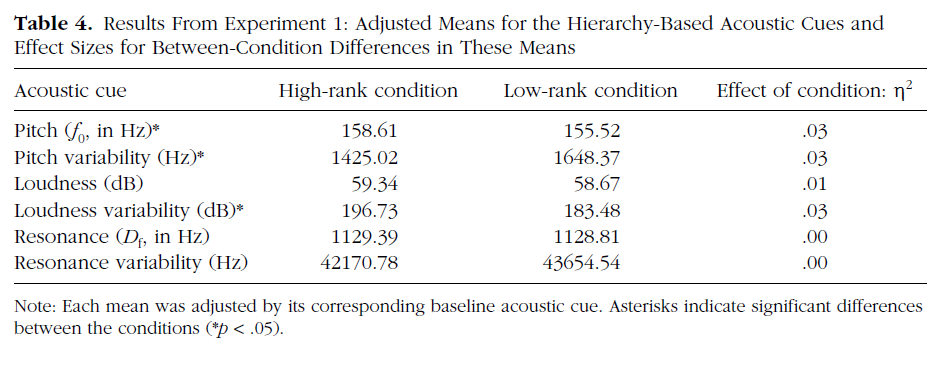 Table 4. Results From Experiment 1: Adjusted Means for the Hierarchy-Based Acoustic Cues and
Effect Sizes for Between-Condition Differences in These Means
Acoustic cue High-rank condition Low-rank condition Effect of condition: η²
Pitch (f₀, in Hz)* 158.61 155.52 .03
Pitch variability (Hz)* 1425.02 1648.37 .03
Loudness (dB) 59.34 58.67 .01
Loudness variability (dB)* 196.73 183.48 .03
Resonance (Df, in Hz) 1129.39 1128.81 .00
Resonance variability (Hz) 42170.78 43654.54 .00
Note: Each mean was adjusted by its corresponding baseline acoustic cue. Asterisks indicate significant differences
between the conditions (*p < .05).